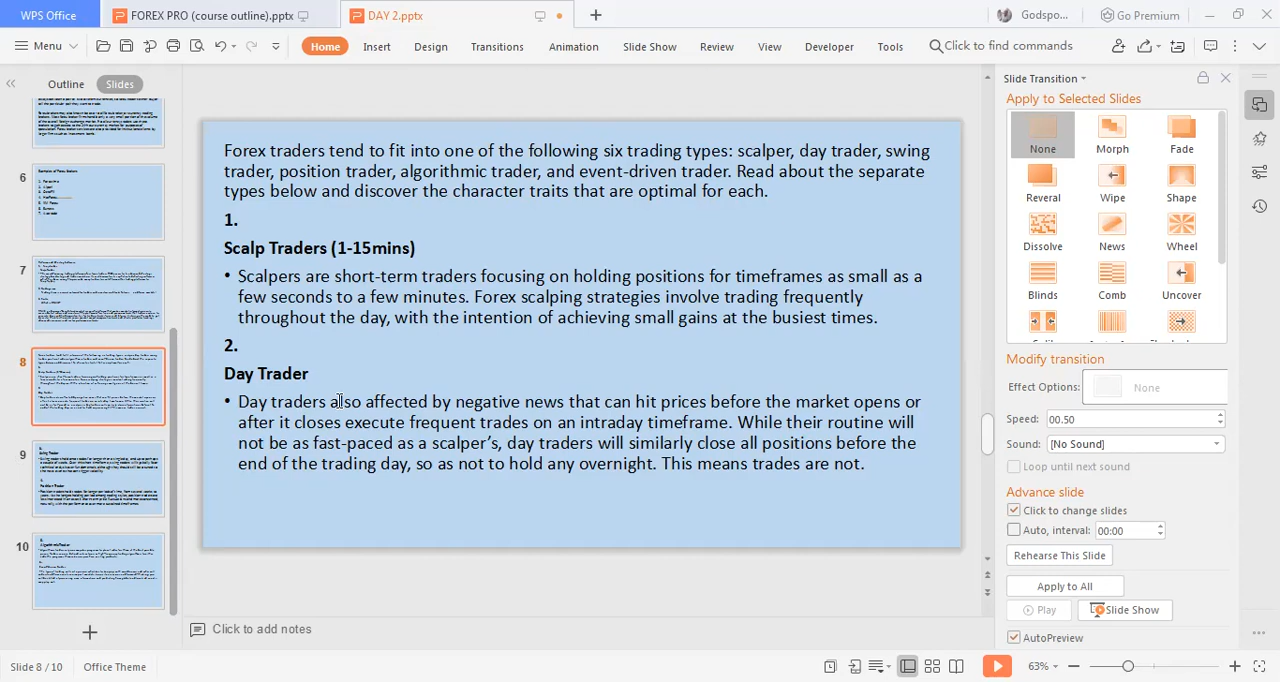 WPS Office
FOREX PRO (course outline).pptx
DAY 2.pptx
Godspo...
Go Premium
Menu
Home
Insert
Design
Transitions
Animation
Slide Show
Review
View
Developer
Tools
Click to find commands
Outline
Slides
6
7
8
9
10
Forex traders tend to fit into one of the following six trading types: scalper, day trader, swing
trader, position trader, algorithmic trader, and event-driven trader. Read about the separate
types below and discover the character traits that are optimal for each.
1.
Scalp Traders (1-15mins)
• Scalpers are short-term traders focusing on holding positions for timeframes as small as a
few seconds to a few minutes. Forex scalping strategies involve trading frequently
throughout the day, with the intention of achieving small gains at the busiest times.
2.
Day Trader
• Day traders also affected by negative news that can hit prices before the market opens or
after it closes execute frequent trades on an intraday timeframe. While their routine will
not be as fast-paced as a scalper’s, day traders will similarly close all positions before the
end of the trading day, so as not to hold any overnight. This means trades are not.
Click to add notes
Slide Transition
Apply to Selected Slides
None
Morph
Fade
Reveral
Wipe
Shape
Dissolve
News
Wheel
Blinds
Comb
Uncover
Modify transition
Effect Options:
None
Speed:
00.50
Sound:
[No Sound]
Loop until next sound
Advance slide
Click to change slides
Auto, interval:
00:00
Rehearse This Slide
Apply to All
Play
Slide Show
AutoPreview
Slide 8 / 10
Office Theme
63%